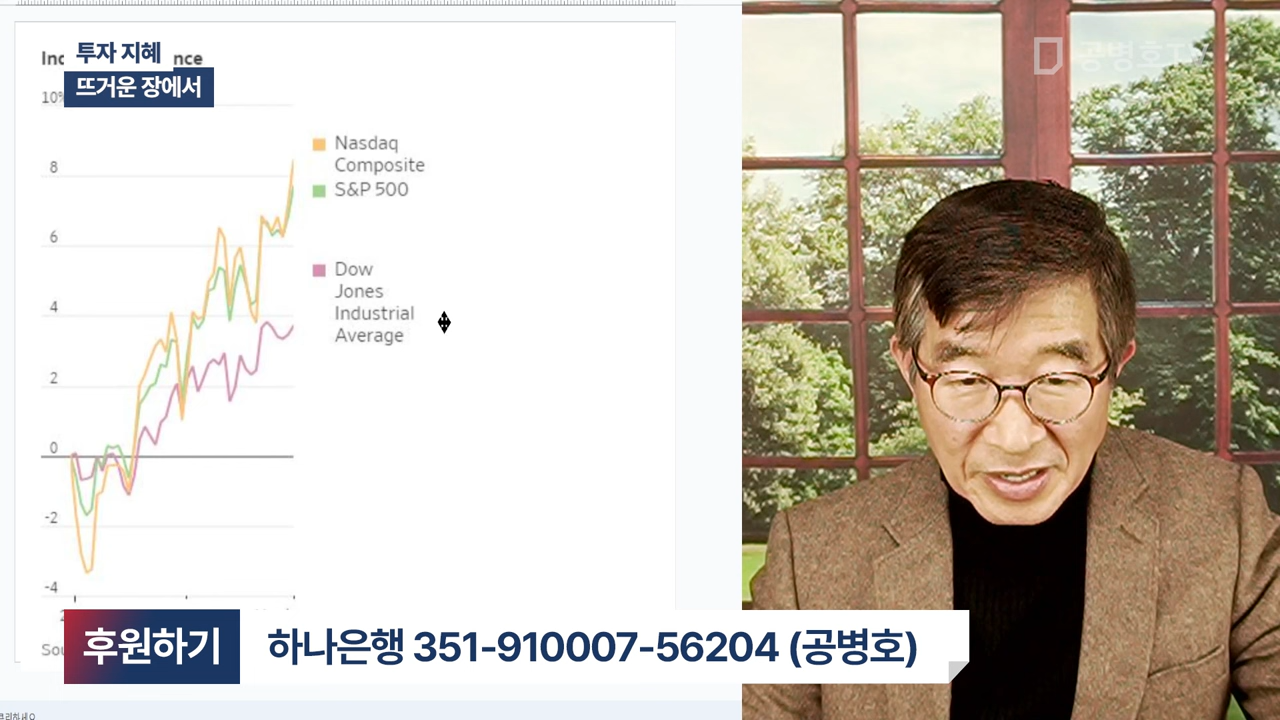 투자 지혜
nce
뜨거운 장에서
10%
Nasdaq
Composite
S&P 500
8
6
Dow
Jones
Industrial
Average
4
2
0
-2
-4
후원하기
하나은행 351-910007-56204 (공병호)
공병호TV